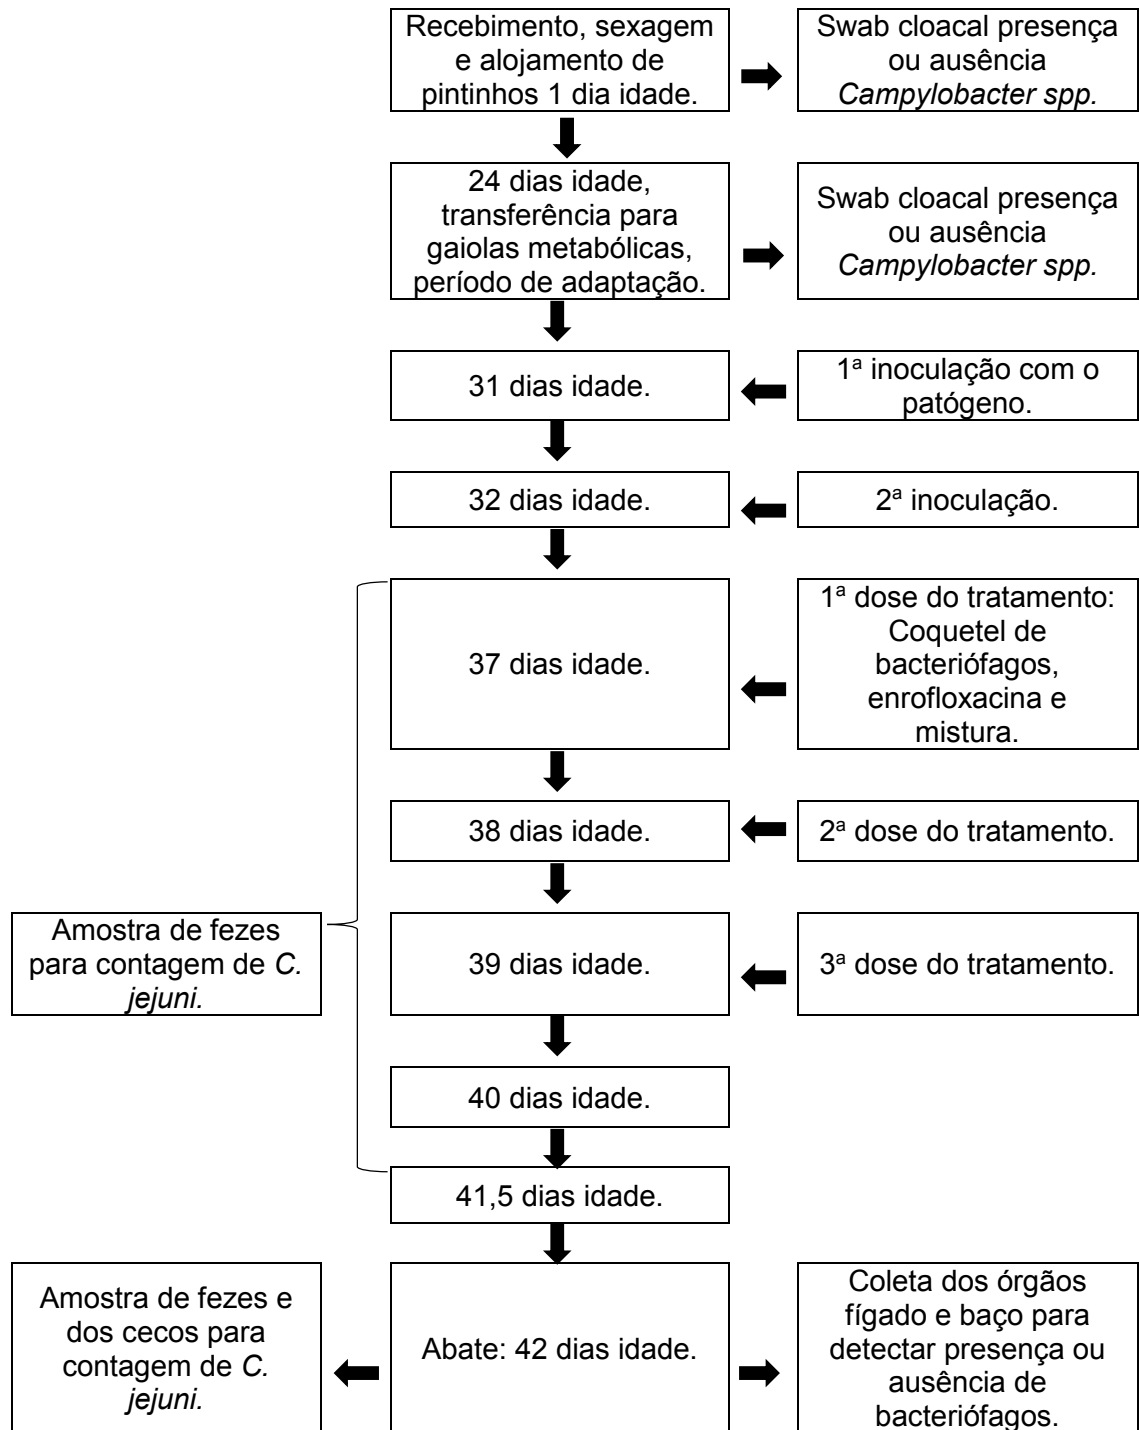 Recebimento, sexagem
e alojamento de
pintinhos 1 dia idade.
Swab cloacal presença
ou ausência
Campylobacter spp.
24 dias idade,
transferência para
gaiolas metabólicas,
período de adaptação.
Swab cloacal presença
ou ausência
Campylobacter spp.
31 dias idade.
1ª inoculação com o
patógeno.
32 dias idade.
2ª inoculação.
37 dias idade.
1ª dose do tratamento:
Coquetel de
bacteriófagos,
enrofloxacina e
mistura.
38 dias idade.
2ª dose do tratamento.
Amostra de fezes
para contagem de C.
jejuni.
39 dias idade.
3ª dose do tratamento.
40 dias idade.
41,5 dias idade.
Amostra de fezes e
dos cecos para
contagem de C.
jejuni.
Abate: 42 dias idade.
Coleta dos órgãos
fígado e baço para
detectar presença ou
ausência de
bacteriófagos.